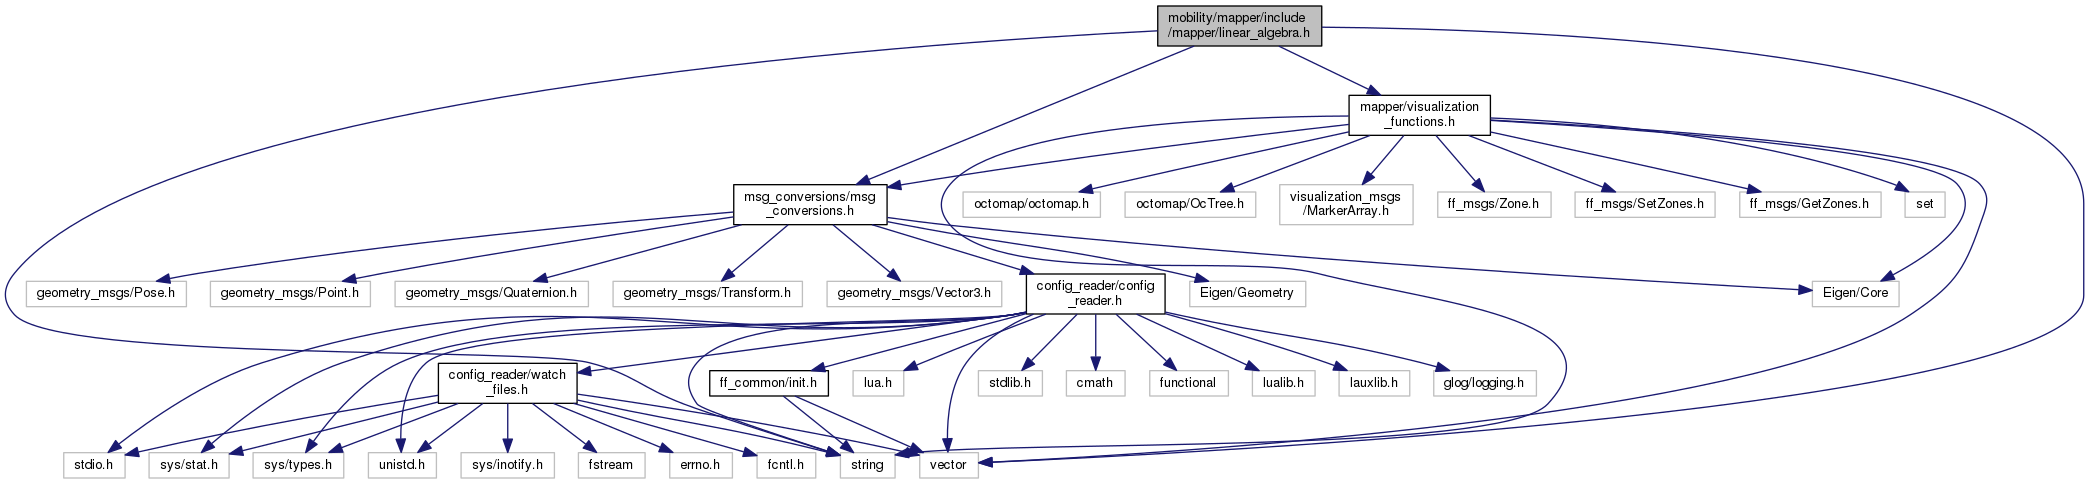 mobility/mapper/include
/mapper/linear_algebra.h
mapper/visualization
_functions.h
msg_conversions/msg
_conversions.h
octomap/octomap.h
octomap/OcTree.h
visualization_msgs
/MarkerArray.h
ff_msgs/Zone.h
ff_msgs/SetZones.h
ff_msgs/GetZones.h
set
geometry_msgs/Pose.h
geometry_msgs/Point.h
geometry_msgs/Quaternion.h
geometry_msgs/Transform.h
geometry_msgs/Vector3.h
config_reader/config
_reader.h
Eigen/Geometry
Eigen/Core
config_reader/watch
_files.h
ff_common/init.h
lua.h
stdlib.h
cmath
functional
lualib.h
lauxlib.h
glog/logging.h
stdio.h
sys/stat.h
sys/types.h
unistd.h
sys/inotify.h
fstream
errno.h
fcntl.h
string
vector